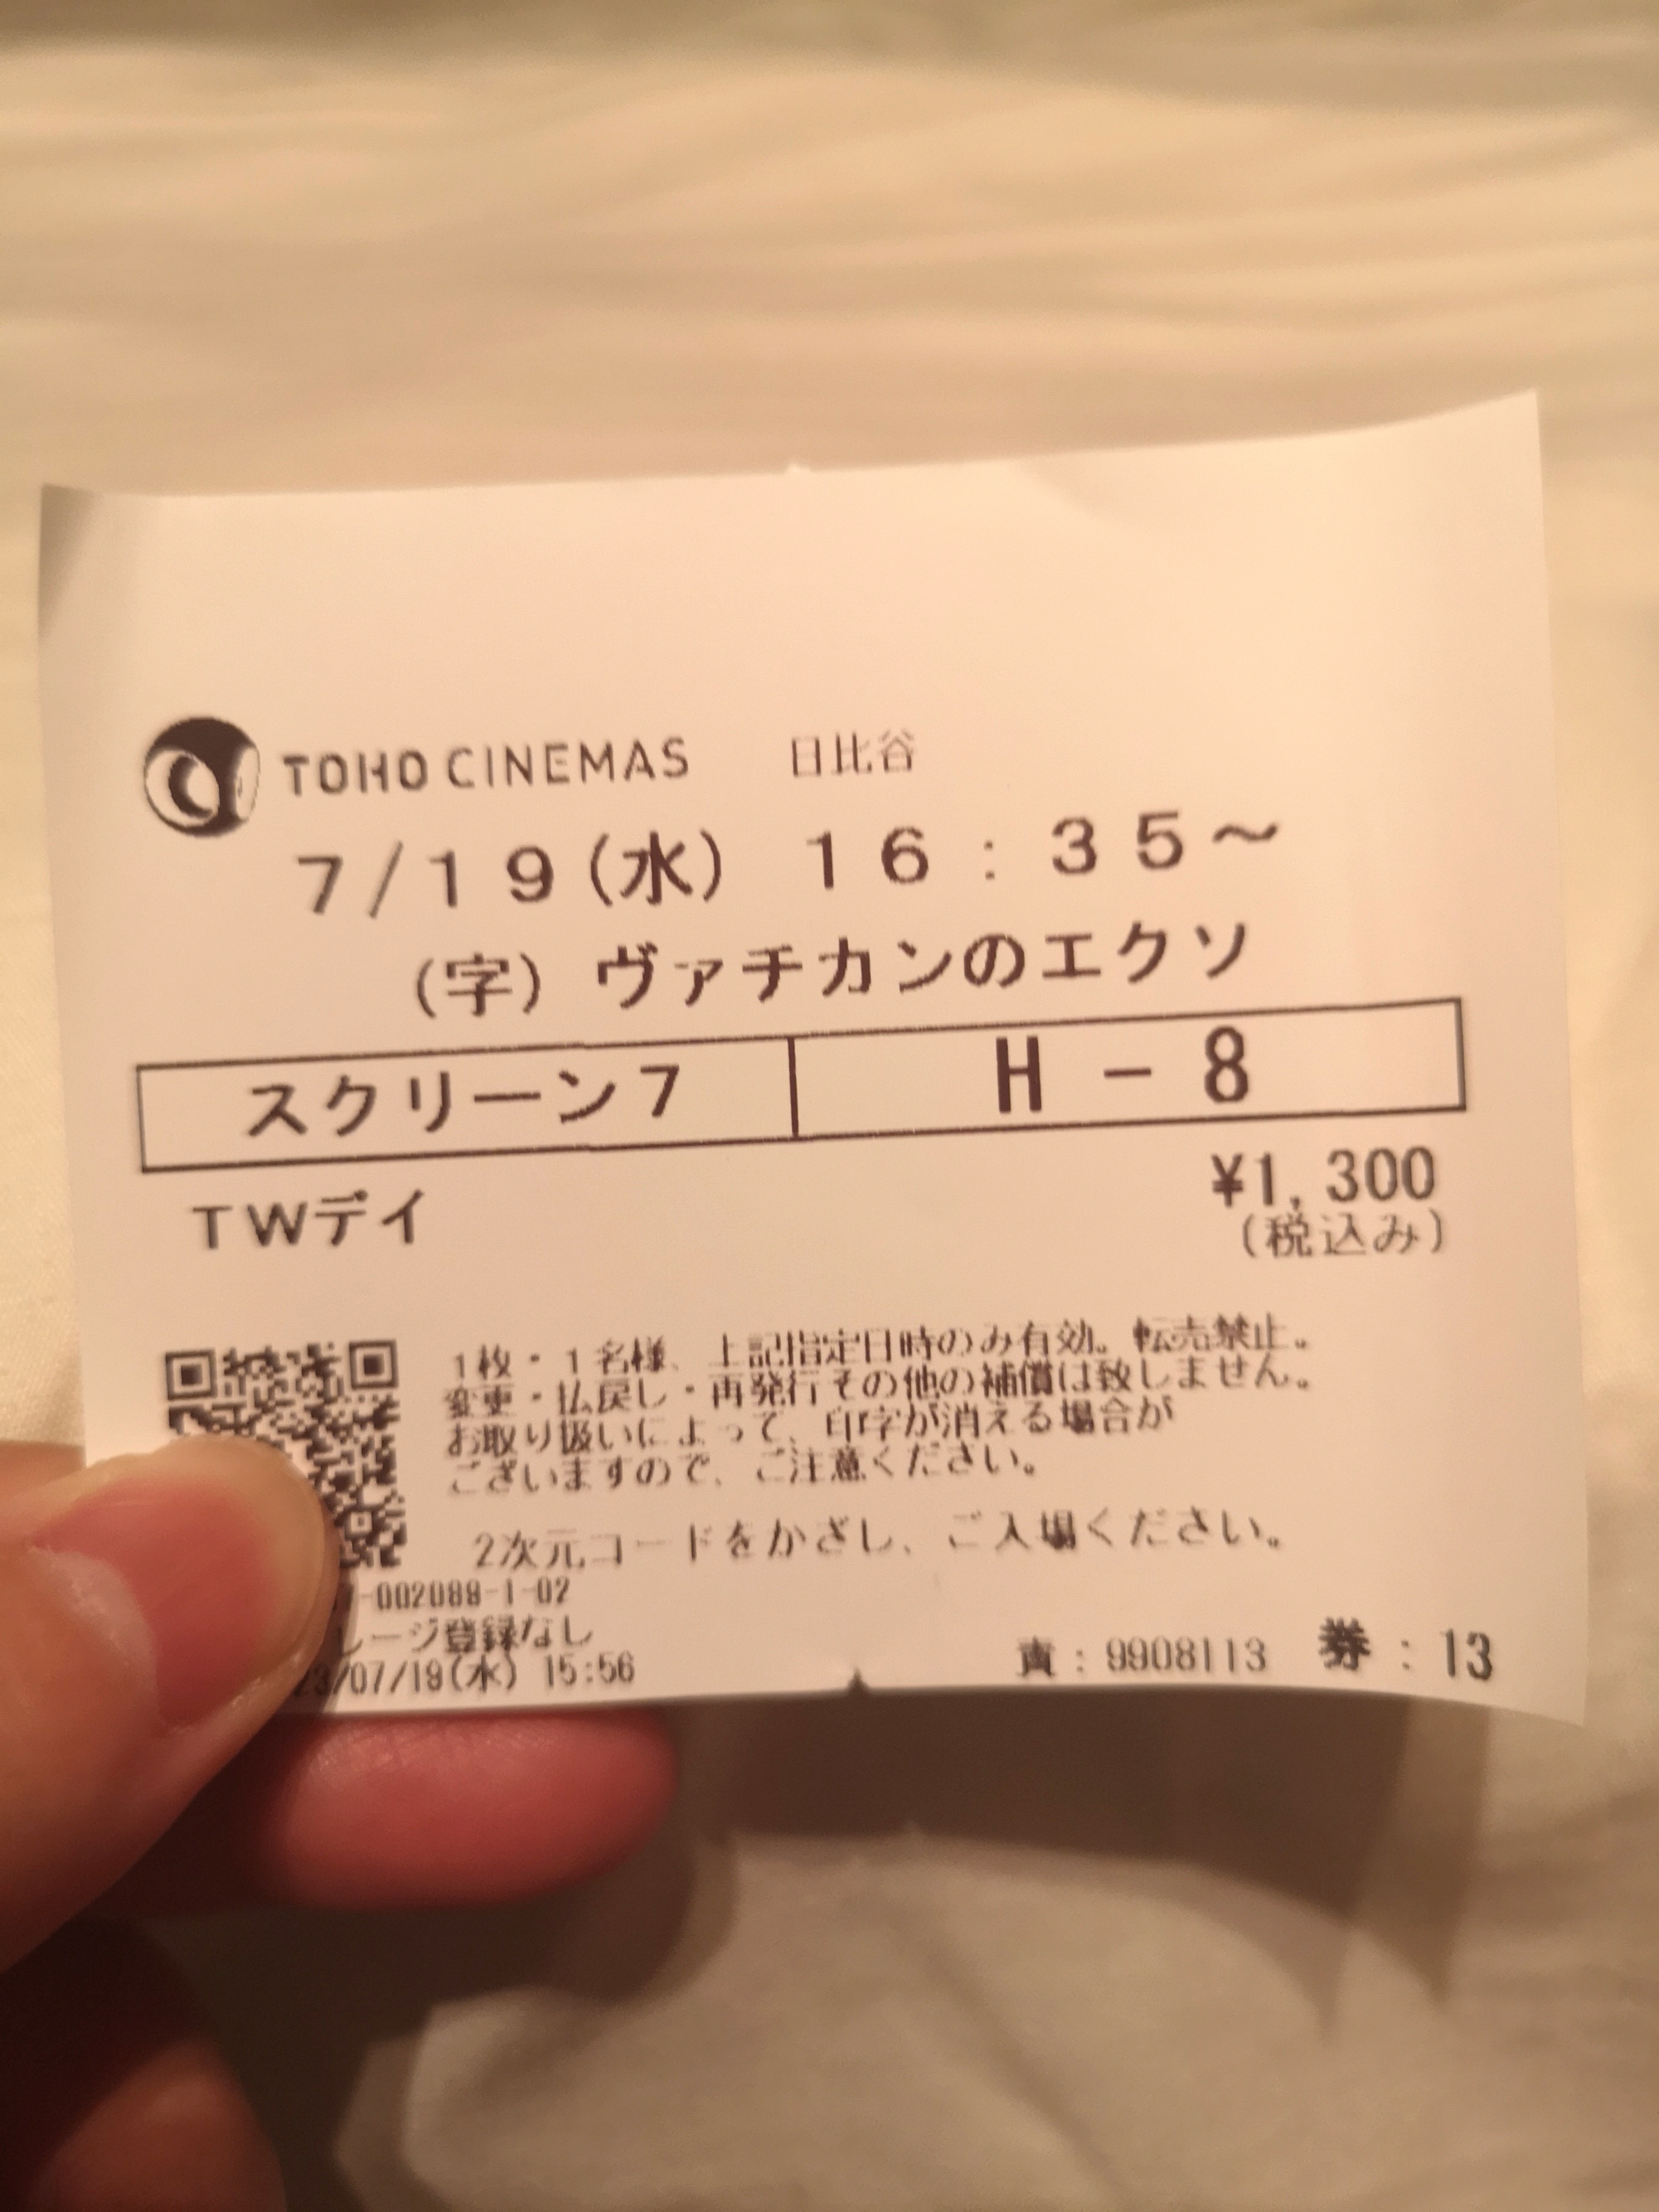 TOHO CINEMAS 日比谷
7/19(水) 16:35～
(字) ヴァチカンのエクソ
スクリーン7 H-8
TWデイ ¥1,300
(税込み)
1枚・1名様、上記指定日時のみ有効。転売禁止。
変更・払戻し・再発行その他の補償は致しません。
お取り扱いによって、印字が消える場合が
ございますので、ご注意ください。
2次元コードをかざし、ご入場ください。
-002088-1-02
レージ登録なし
23/07/19(水) 15:56 責:9908113 券:13